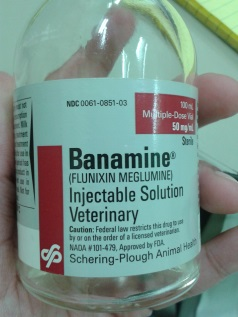 NDC 0061-0851-03
100 mL
Multiple-Dose Vial
50 mg/mL
Sterile
Banamine®
(FLUNIXIN MEGLUMINE)
Injectable Solution
Veterinary
Caution: Federal law restricts this drug to use
by or on the order of a licensed veterinarian.
NADA #101-479, Approved by FDA.
Schering-Plough Animal Health